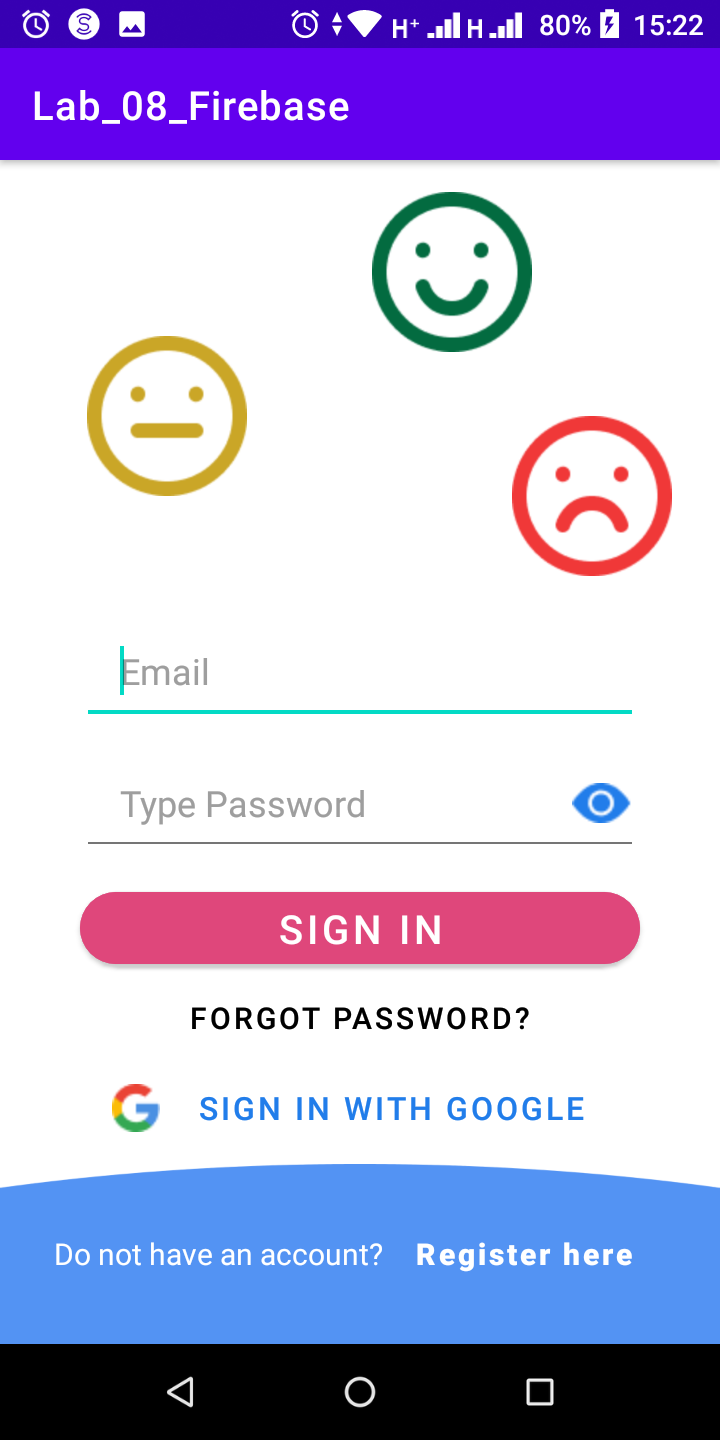 H+ H 80% 15:22
Lab_08_Firebase
Email
Type Password
SIGN IN
FORGOT PASSWORD?
SIGN IN WITH GOOGLE
Do not have an account? Register here